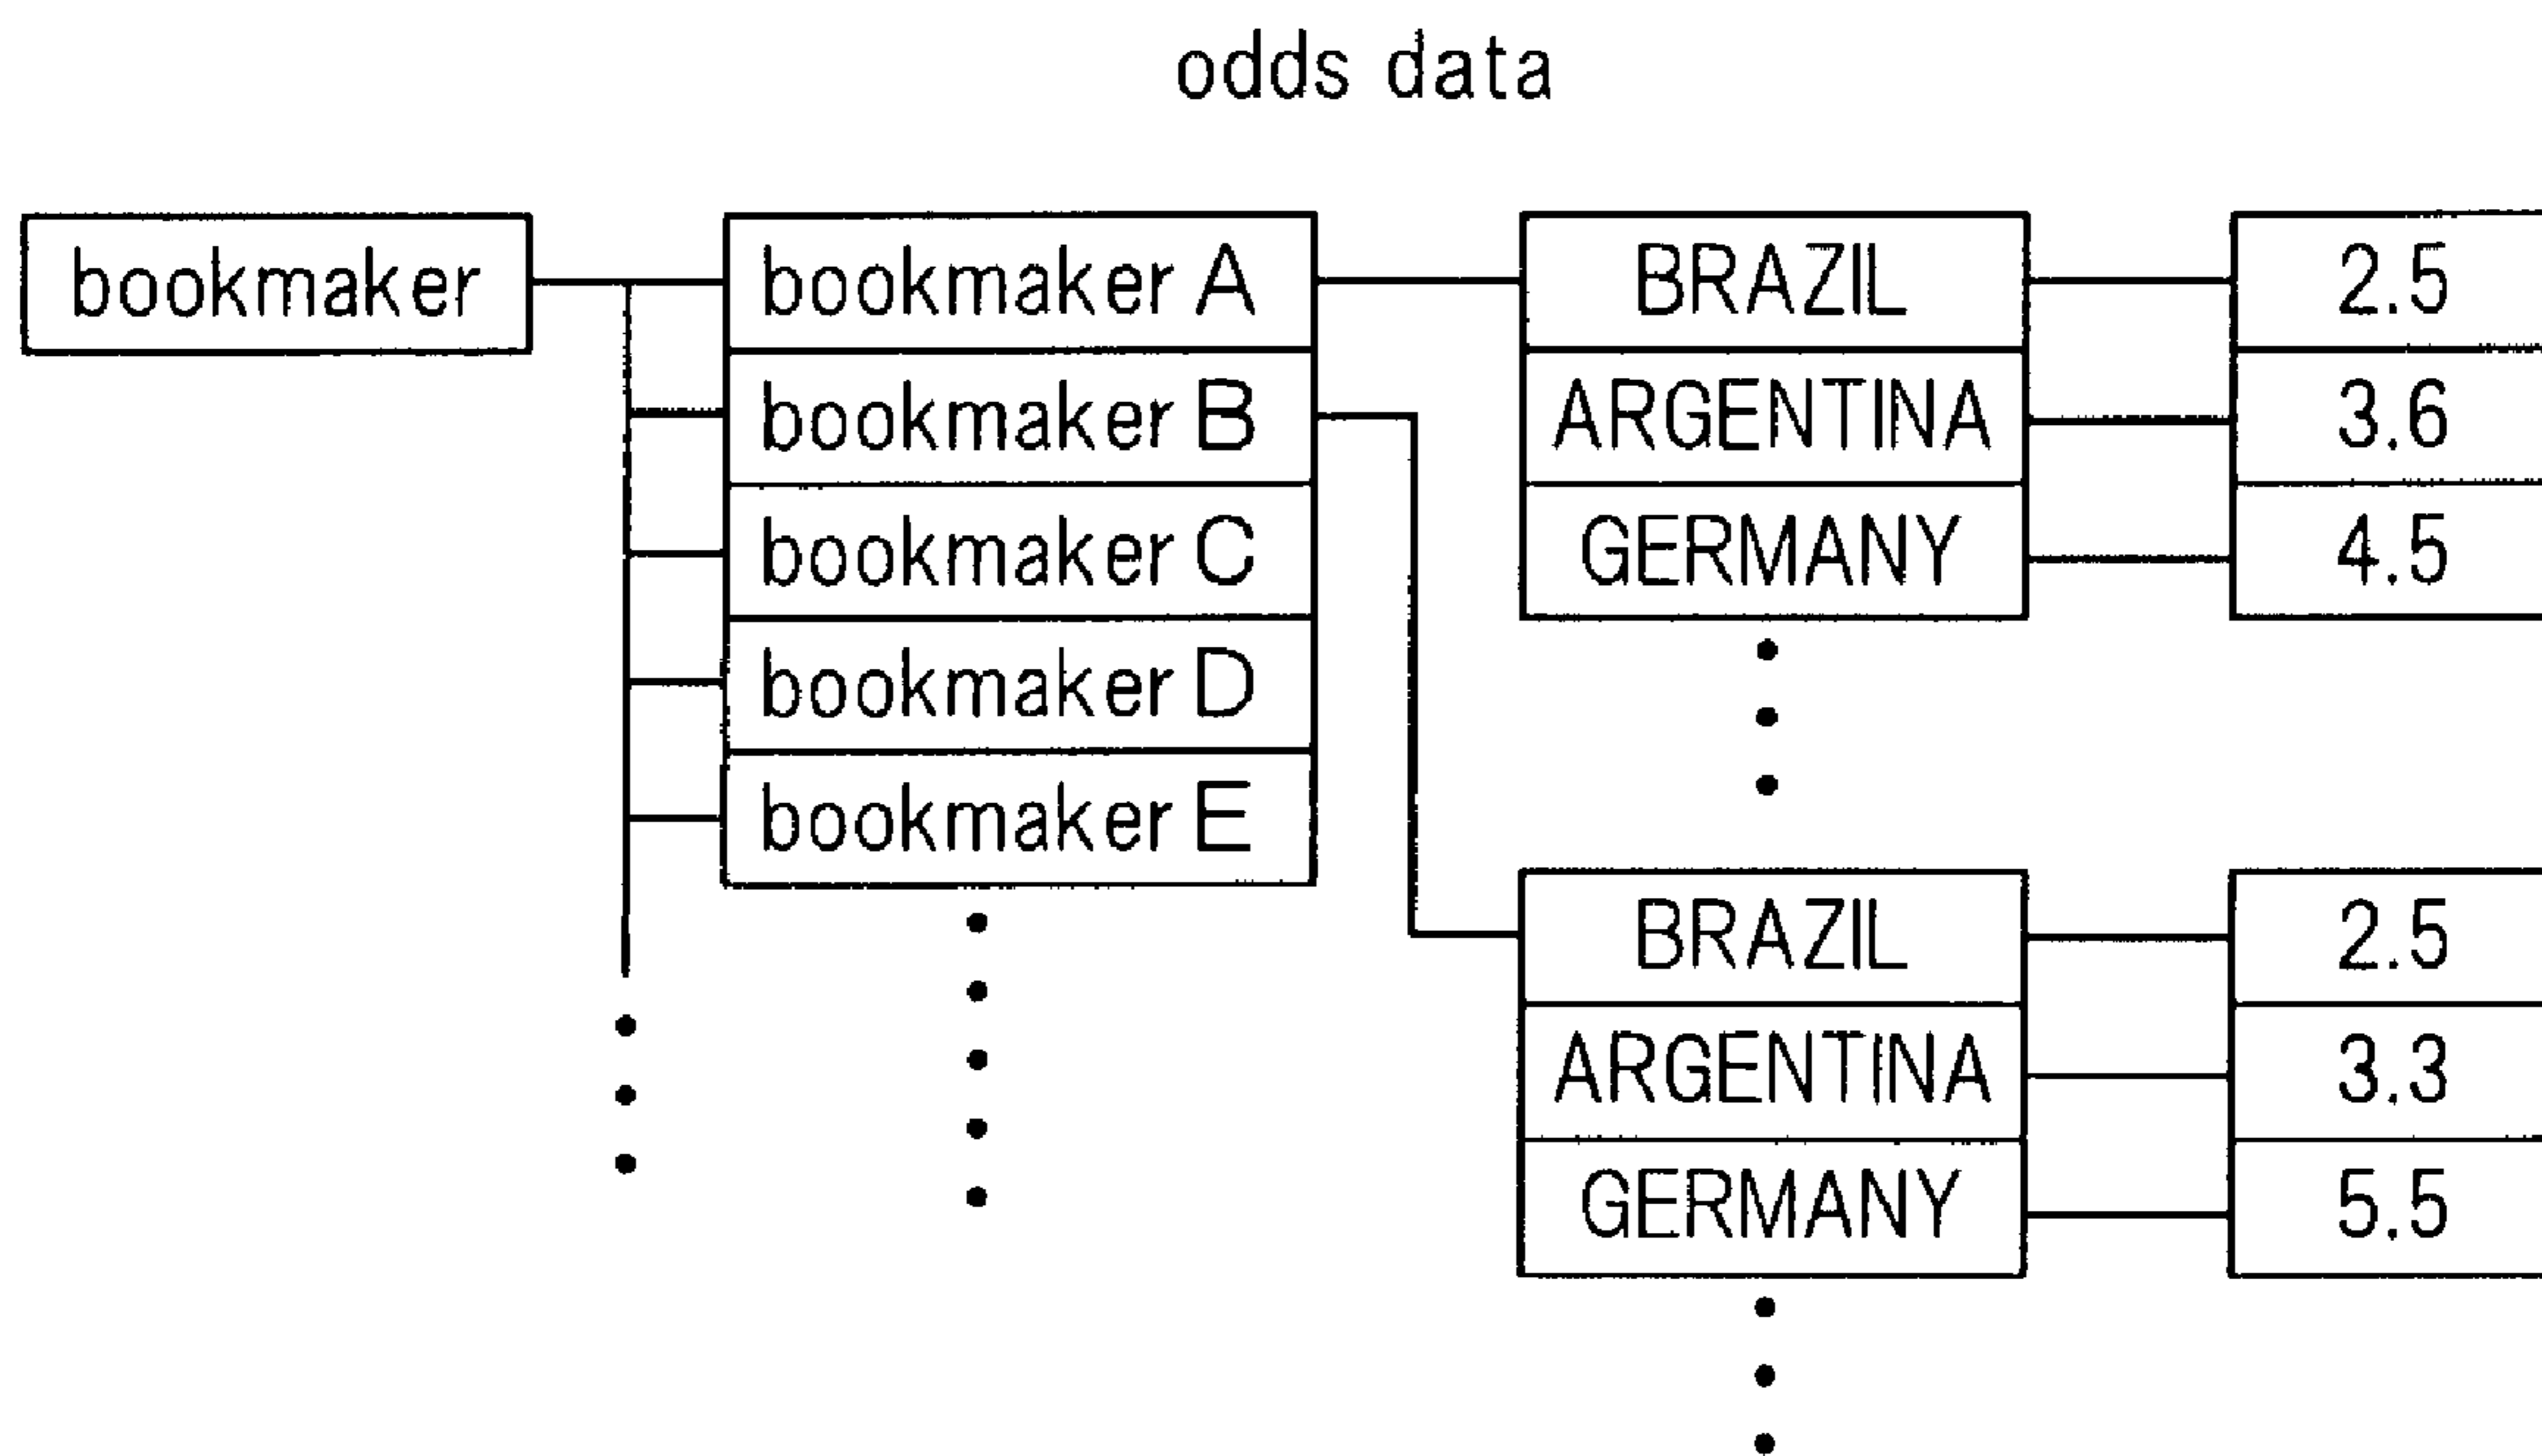 odds data
bookmaker
bookmaker A
bookmaker B
bookmaker C
bookmaker D
bookmaker E
BRAZIL 2.5
ARGENTINA 3.6
GERMANY 4.5
BRAZIL 2.5
ARGENTINA 3.3
GERMANY 5.5